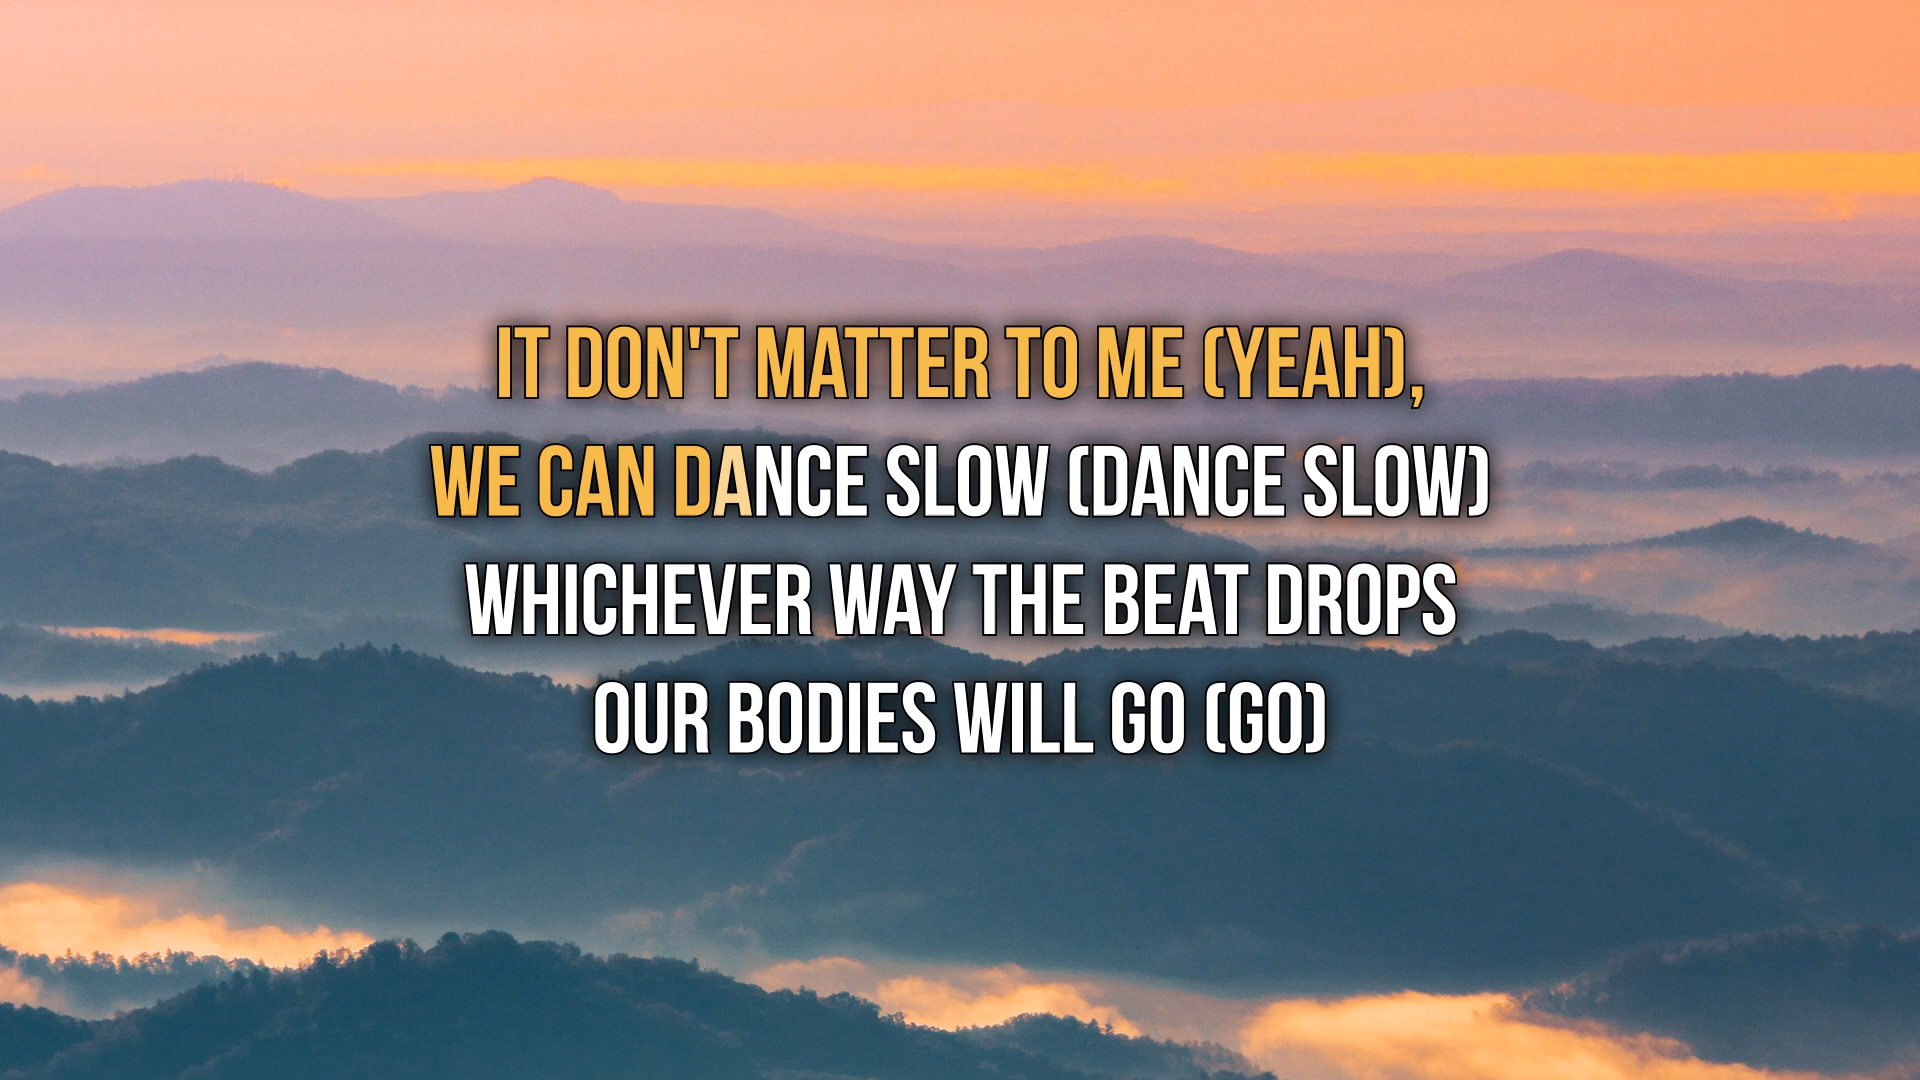 IT DON'T MATTER TO ME (YEAH),
WE CAN DANCE SLOW (DANCE SLOW)
WHICHEVER WAY THE BEAT DROPS
OUR BODIES WILL GO (GO)